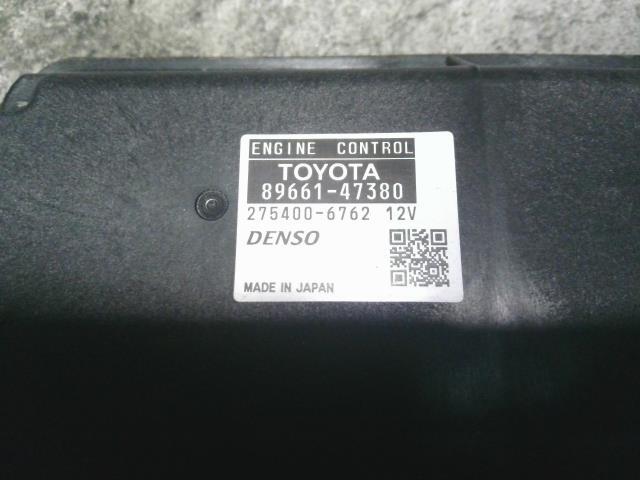 ENGINE CONTROL
TOYOTA
89661-47380
275400-6762 12V
DENSO
MADE IN JAPAN